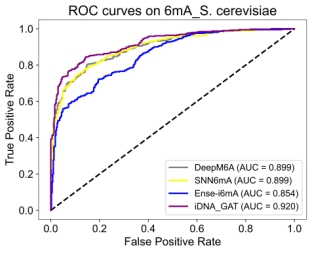 ROC curves on 6mA_S. cerevisiae
True Positive Rate
1.0
0.8
0.6
0.4
0.2
0.0
DeepM6A (AUC = 0.899)
SNN6mA (AUC = 0.899)
Ense-i6mA (AUC = 0.854)
iDNA_GAT (AUC = 0.920)
0.0 0.2 0.4 0.6 0.8 1.0
False Positive Rate